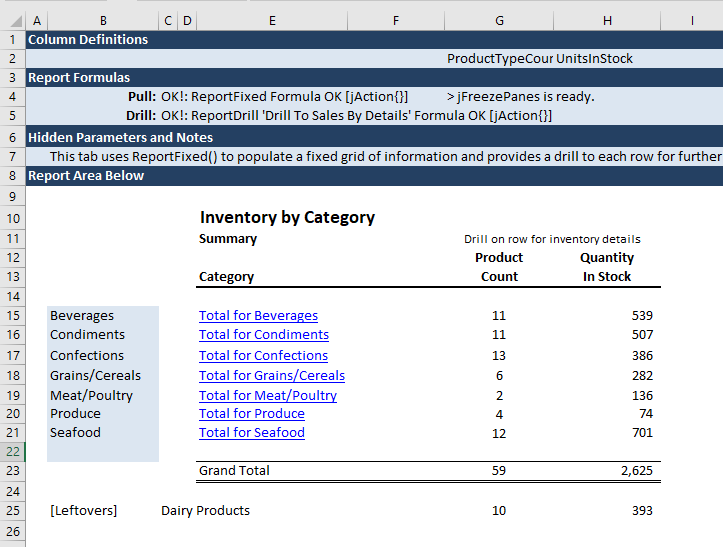 A B C D E F G H I
1 Column Definitions
2 ProductTypeCour UnitsInStock
3 Report Formulas
4 Pull: OK!: ReportFixed Formula OK [jAction{}] > jFreezePanes is ready.
5 Drill: OK!: ReportDrill 'Drill To Sales By Details' Formula OK [jAction{}]
6 Hidden Parameters and Notes
7 This tab uses ReportFixed() to populate a fixed grid of information and provides a drill to each row for further
8 Report Area Below
9
10 Inventory by Category
11 Summary Drill on row for inventory details
12 Product Quantity
13 Category Count In Stock
14
15 Beverages Total for Beverages 11 539
16 Condiments Total for Condiments 11 507
17 Confections Total for Confections 13 386
18 Grains/Cereals Total for Grains/Cereals 6 282
19 Meat/Poultry Total for Meat/Poultry 2 136
20 Produce Total for Produce 4 74
21 Seafood Total for Seafood 12 701
22
23 Grand Total 59 2,625
24
25 [Leftovers] Dairy Products 10 393
26